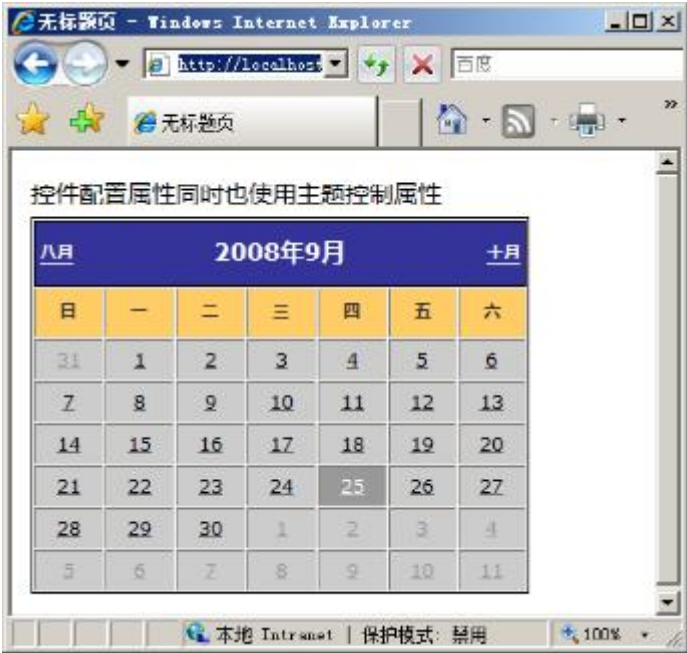 无标题页 - Windows Internet Explorer
http://localhost
百度
无标题页
控件配置属性同时也使用主题控制属性
八月 2008年9月 十月
日 一 二 三 四 五 六
31 1 2 3 4 5 6
7 8 9 10 11 12 13
14 15 16 17 18 19 20
21 22 23 24 25 26 27
28 29 30 1 2 3 4
5 6 7 8 9 10 11
本地 Intranet | 保护模式: 禁用 100%